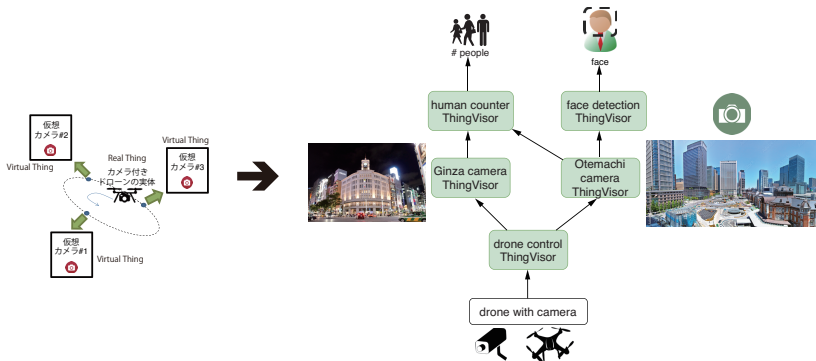 仮想
カメラ#2
Virtual Thing
Real Thing
カメラ付き
ドローンの実体
Virtual Thing
仮想
カメラ#3
仮想
カメラ#1
Virtual Thing
# people
face
human counter
ThingVisor
face detection
ThingVisor
Ginza camera
ThingVisor
Otemachi
camera
ThingVisor
drone control
ThingVisor
drone with camera